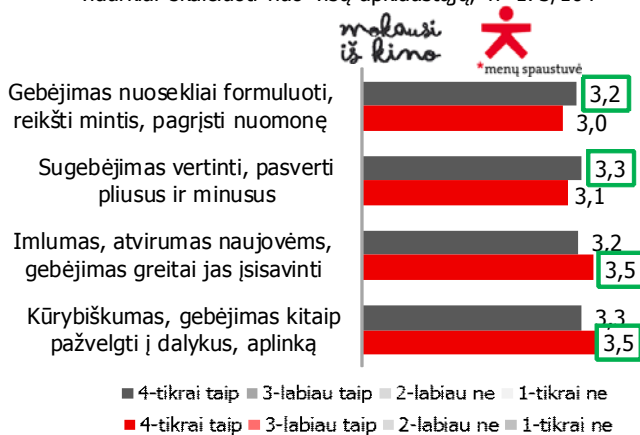 mokausi
iš kino
*menų spaustuvė
Gebėjimas nuosekliai formuluoti,
reikšti mintis, pagrįsti nuomonę
3,2
3,0
Sugebėjimas vertinti, pasverti
pliusus ir minusus
3,3
3,1
Imlumas, atvirumas naujovėms,
gebėjimas greitai jas įsisavinti
3,2
3,5
Kūrybiškumas, gebėjimas kitaip
pažvelgti į dalykus, aplinką
3,3
3,5
4-tikrai taip 3-labiau taip 2-labiau ne 1-tikrai ne
4-tikrai taip 3-labiau taip 2-labiau ne 1-tikrai ne